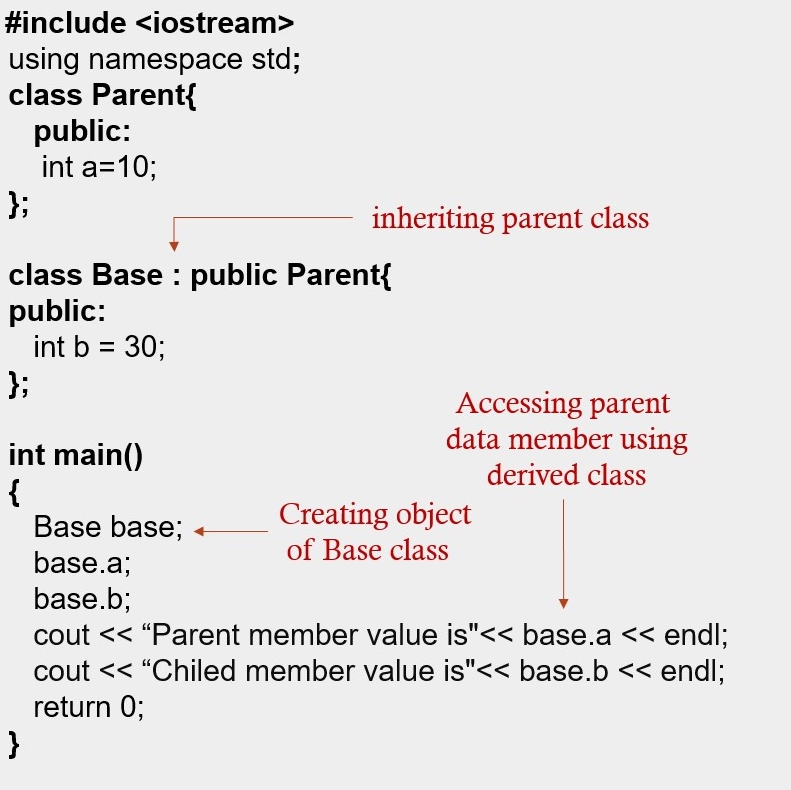 #include <iostream>
using namespace std;
class Parent{
public:
int a=10;
};
inheriting parent class
class Base : public Parent{
public:
int b = 30;
};
Accessing parent
data member using
derived class
int main()
{
Base base;
Creating object
of Base class
base.a;
base.b;
cout << “Parent member value is"<< base.a << endl;
cout << “Chiled member value is"<< base.b << endl;
return 0;
}